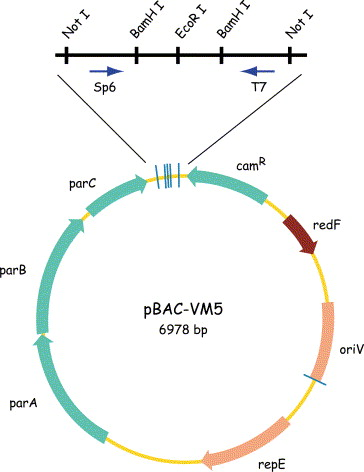 Not I
BamH I
EcoR I
BamH I
Not I
Sp6
T7
parC
camR
redF
parB
pBAC-VM5
6978 bp
oriV
parA
repE